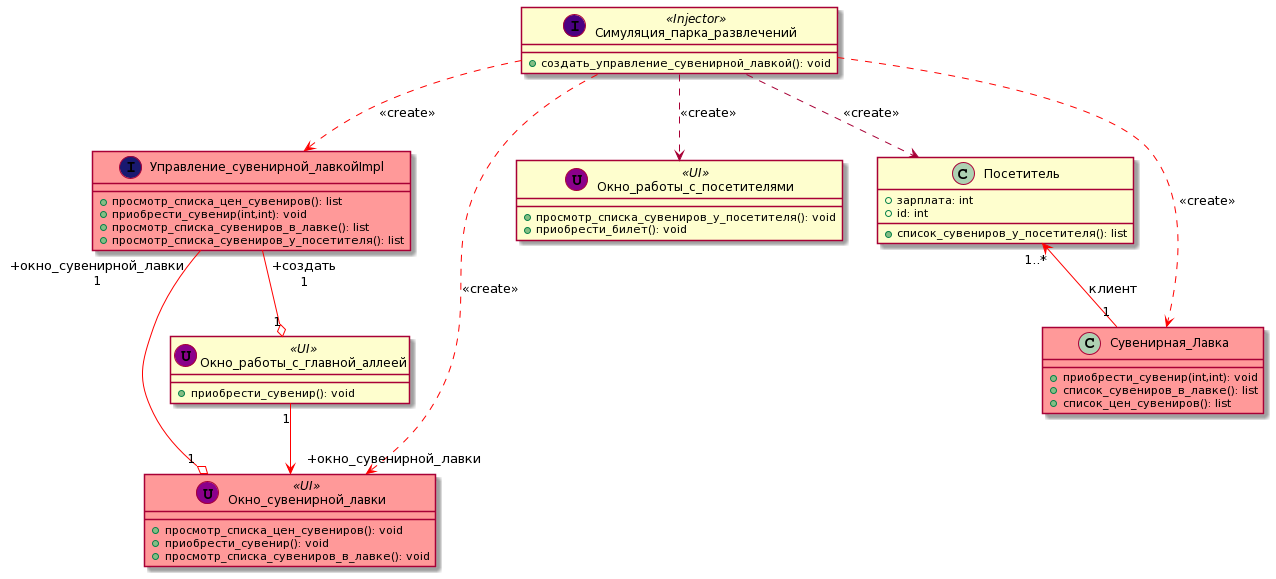 I
«Injector»
Симуляция_парка_развлечений
создать_управление_сувенирной_лавкой(): void
«create»
«create»
«create»
«create»
«create»
I
Управление_сувенирной_лавкойImpl
просмотр_списка_цен_сувениров(): list
приобрести_сувенир(int,int): void
просмотр_списка_сувениров_в_лавке(): list
просмотр_списка_сувениров_у_посетителя(): list
U
«UI»
Окно_работы_с_посетителями
просмотр_списка_сувениров_у_посетителя(): void
приобрести_билет(): void
C
Посетитель
зарплата: int
id: int
список_сувениров_у_посетителя(): list
+окно_сувенирной_лавки
1
+создать
1
1
1..*
клиент
1
U
«UI»
Окно_работы_с_главной_аллеей
приобрести_сувенир(): void
C
Сувенирная_Лавка
приобрести_сувенир(int,int): void
список_сувениров_в_лавке(): list
список_цен_сувениров(): list
1
+окно_сувенирной_лавки
1
U
«UI»
Окно_сувенирной_лавки
просмотр_списка_цен_сувениров(): void
приобрести_сувенир(): void
просмотр_списка_сувениров_в_лавке(): void